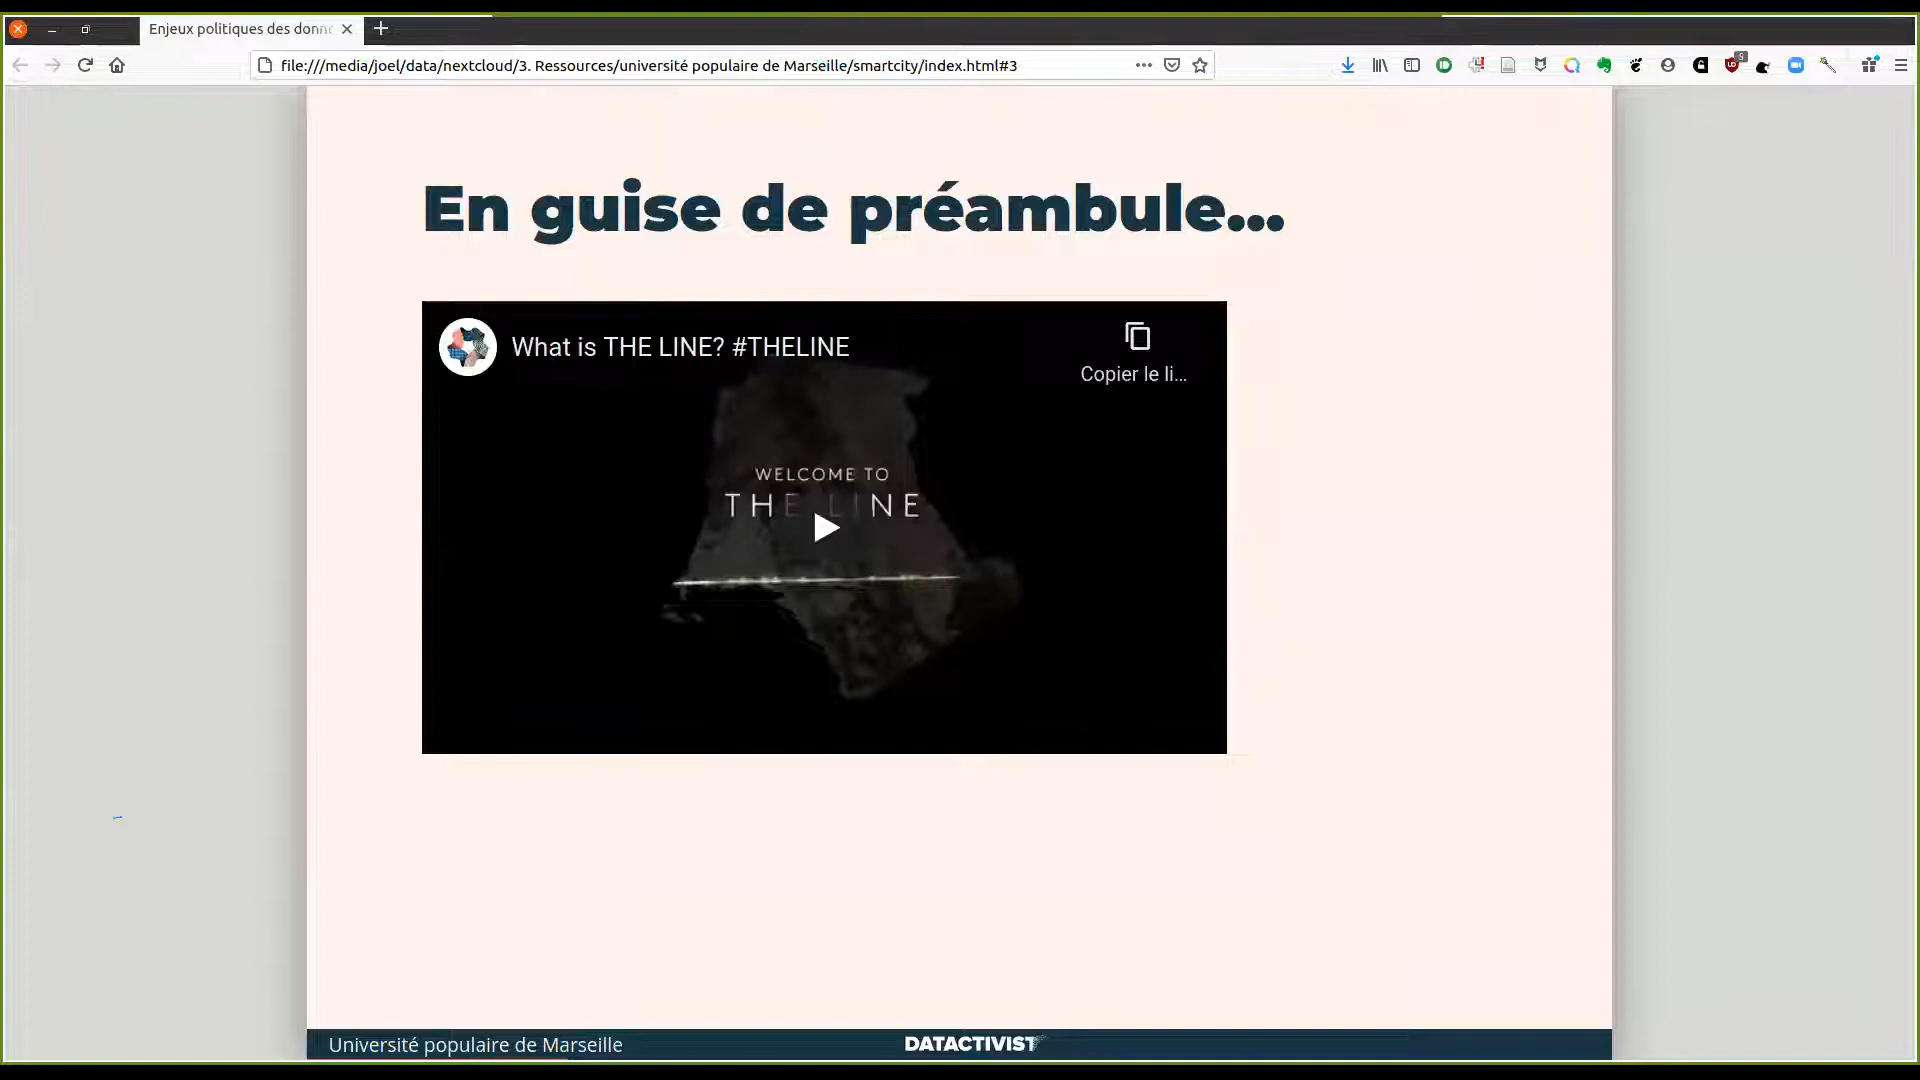 Enjeux politiques des donn
file:///media/joel/data/nextcloud/3. Ressources/université populaire de Marseille/smartcity/index.html#3
En guise de préambule...
What is THE LINE? #THELINE
Copier le li...
WELCOME TO
THE LINE
Université populaire de Marseille
DATACTIVIST